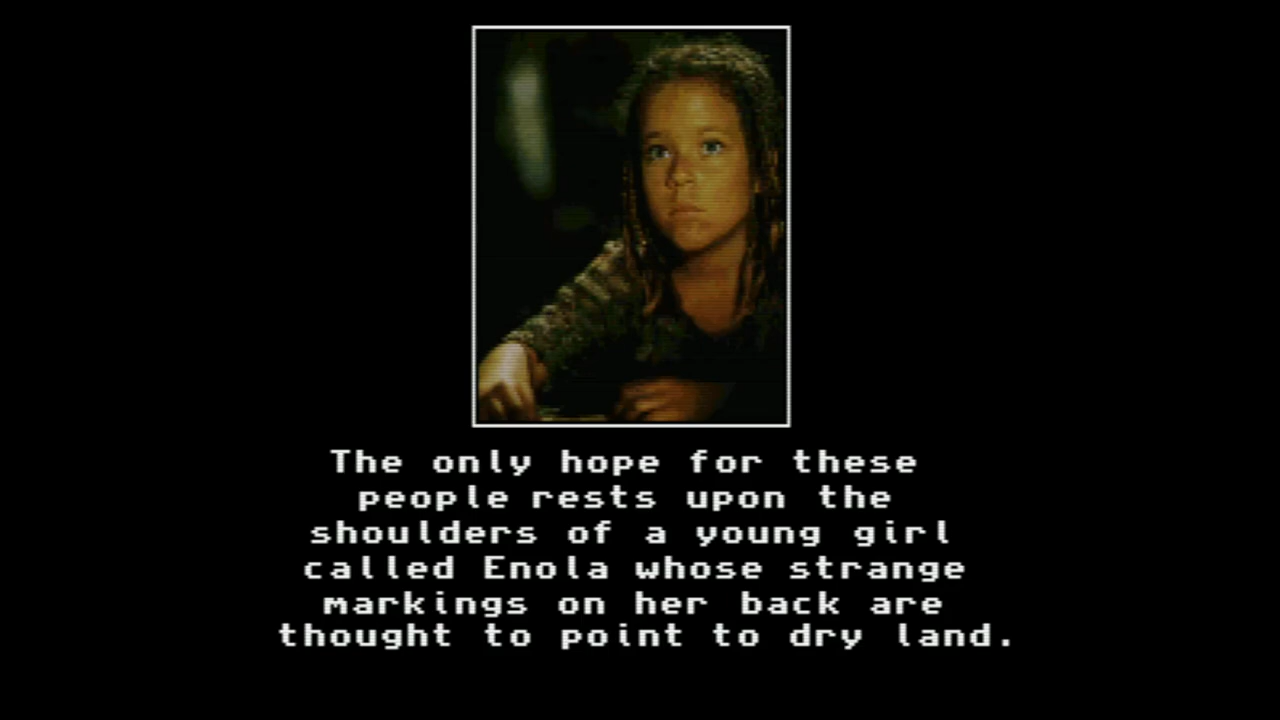 The only hope for these
people rests upon the
shoulders of a young girl
called Enola whose strange
markings on her back are
thought to point to dry land.